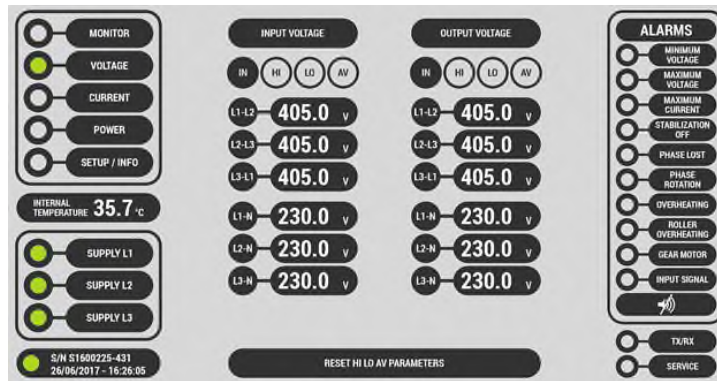 MONITOR
VOLTAGE
CURRENT
POWER
SETUP / INFO
INTERNAL
TEMPERATURE 35.7 °C
SUPPLY L1
SUPPLY L2
SUPPLY L3
S/N S1600225-431
26/06/2017 - 16:26:05
INPUT VOLTAGE
IN HI LO AV
L1-L2 405.0 V
L2-L3 405.0 V
L3-L1 405.0 V
L1-N 230.0 V
L2-N 230.0 V
L3-N 230.0 V
OUTPUT VOLTAGE
IN HI LO AV
L1-L2 405.0 V
L2-L3 405.0 V
L3-L1 405.0 V
L1-N 230.0 V
L2-N 230.0 V
L3-N 230.0 V
RESET HI LO AV PARAMETERS
ALARMS
MINIMUM
VOLTAGE
MAXIMUM
VOLTAGE
MAXIMUM
CURRENT
STABILIZATION
OFF
PHASE LOST
PHASE
ROTATION
OVERHEATING
ROLLER
OVERHEATING
GEAR MOTOR
INPUT SIGNAL
TX/RX
SERVICE